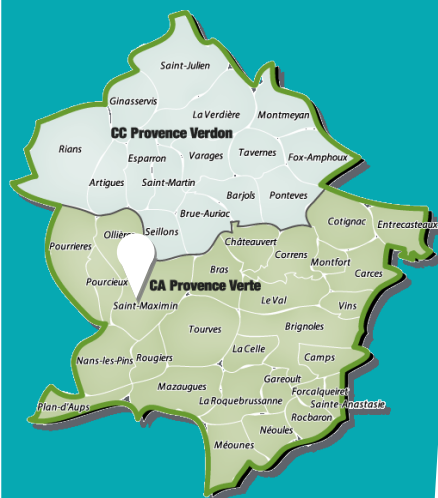 Saint-Julien
Ginasservis
La Verdière
Montmeyan
CC Provence Verdon
Rians
Esparron
Varages
Tavernes
Fox-Amphoux
Artigues
Saint-Martin
Barjols
Ponteves
Brue-Auriac
Cotignac
Entrecasteaux
Seillons
Pourrieres
Châteauvert
Correns
Montfort
Bras
Carces
Pourcieux
CA Provence Verte
Saint-Maximin
Le Val
Vins
Tourves
Brignoles
La Celle
Nans-les-Pins
Rougiers
Camps
Mazaugues
Gareoult
Forcalqueiret
La Roquebrussanne
Sainte-Anastasie
Plan-d'Aups
Rocbaron
Néoules
Méounes